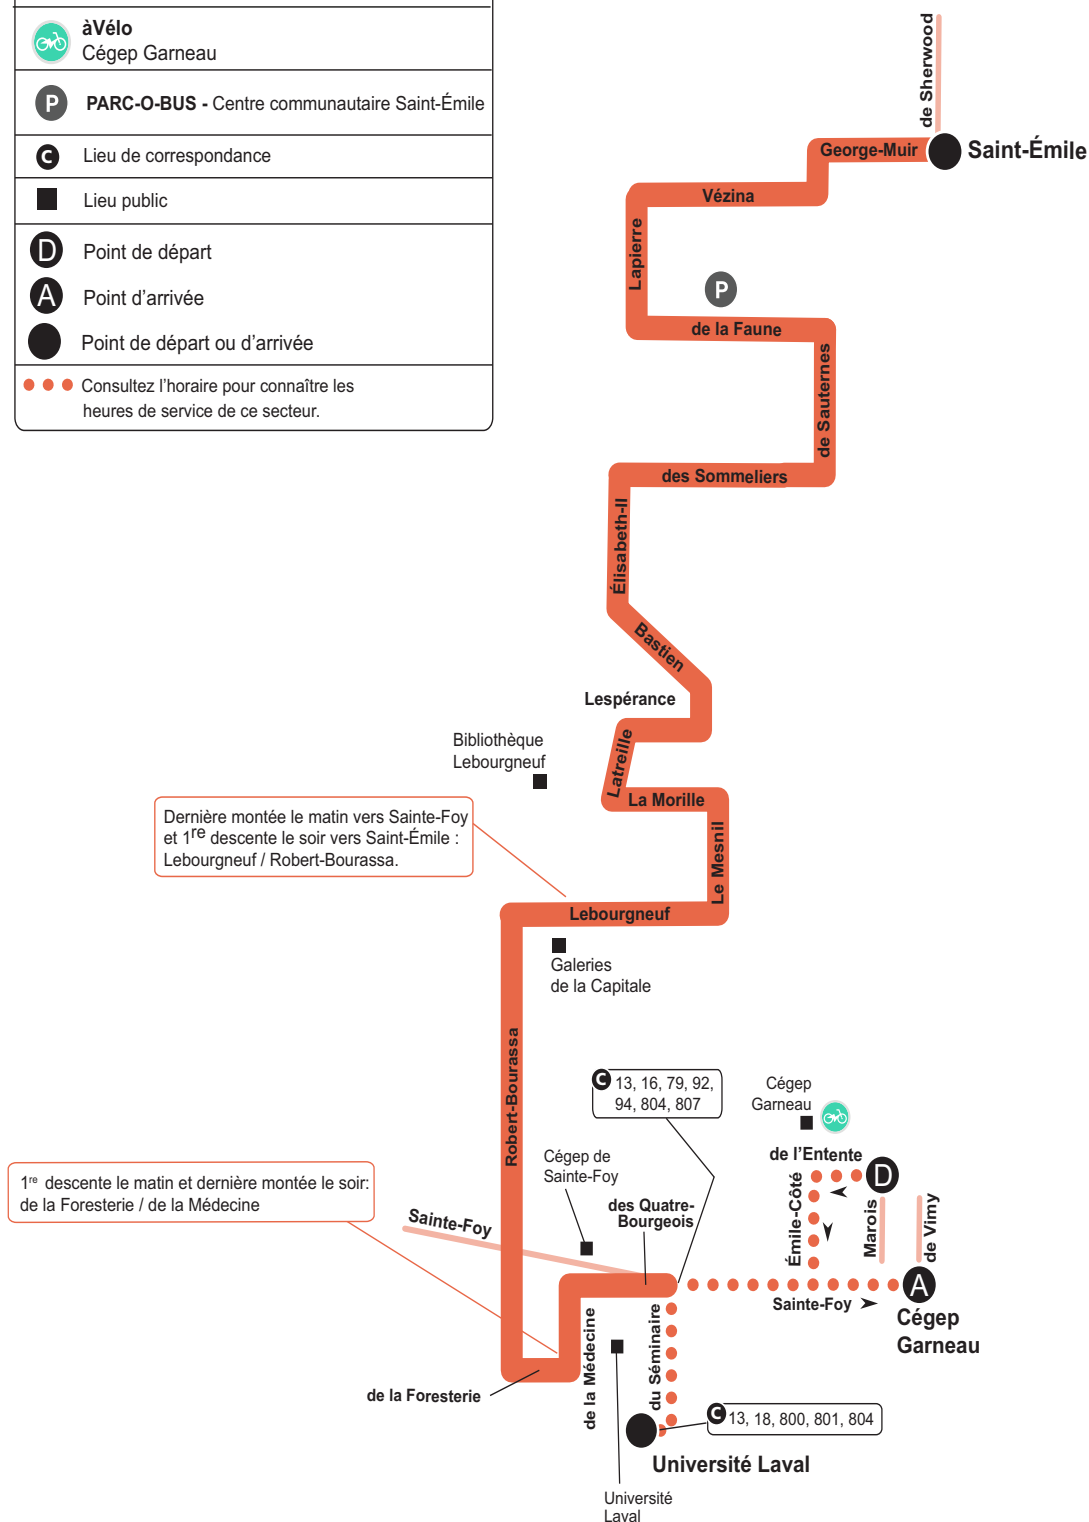 àVélo
Cégep Garneau
P
PARC-O-BUS - Centre communautaire Saint-Émile
C
Lieu de correspondance
Lieu public
D
Point de départ
A
Point d'arrivée
Point de départ ou d'arrivée
Consultez l'horaire pour connaître les
heures de service de ce secteur.
de Sherwood
George-Muir
Saint-Émile
Vézina
Lapierre
P
de la Faune
de Sauternes
des Sommeliers
Élisabeth-II
Bastien
Lespérance
Latreille
Bibliothèque
Lebourgneuf
La Morille
Le Mesnil
Dernière montée le matin vers Sainte-Foy
et 1re descente le soir vers Saint-Émile :
Lebourgneuf / Robert-Bourassa.
Lebourgneuf
Galeries
de la Capitale
Robert-Bourassa
C 13, 16, 79, 92,
94, 804, 807
Cégep
Garneau
de l'Entente
D
Émile-Côté
Marois
de Vimy
Cégep de
Sainte-Foy
1re descente le matin et dernière montée le soir:
de la Foresterie / de la Médecine
des Quatre-
Bourgeois
Sainte-Foy
Sainte-Foy
A
Cégep
Garneau
de la Médecine
du Séminaire
de la Foresterie
C 13, 18, 800, 801, 804
Université Laval
Université
Laval